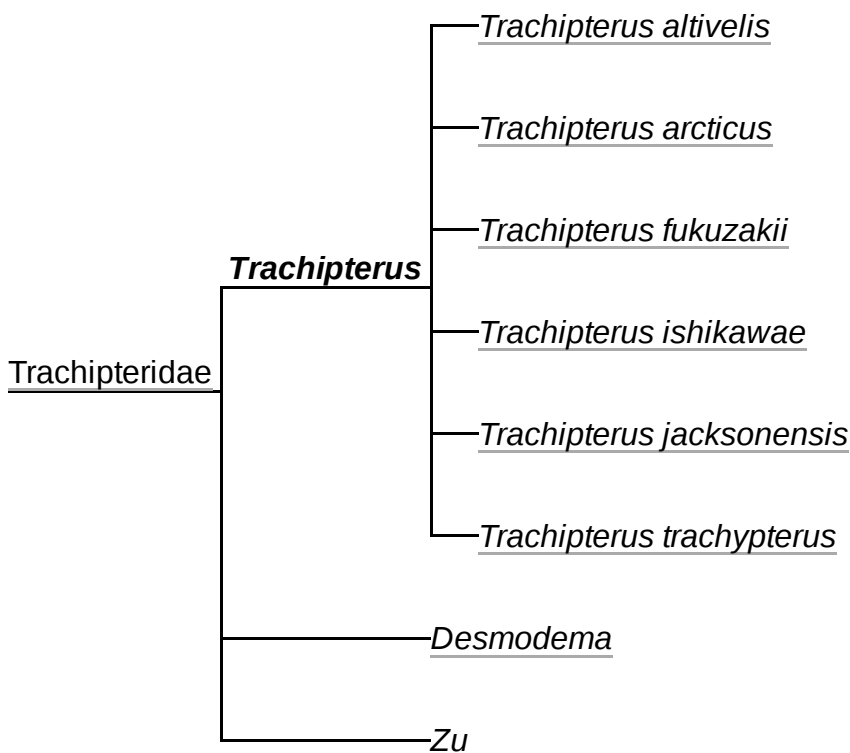 Trachipterus altivelis
Trachipterus arcticus
Trachipterus fukuzakii
Trachipterus
Trachipterus ishikawae
Trachipteridae
Trachipterus jacksonensis
Trachipterus trachypterus
Desmodema
Zu